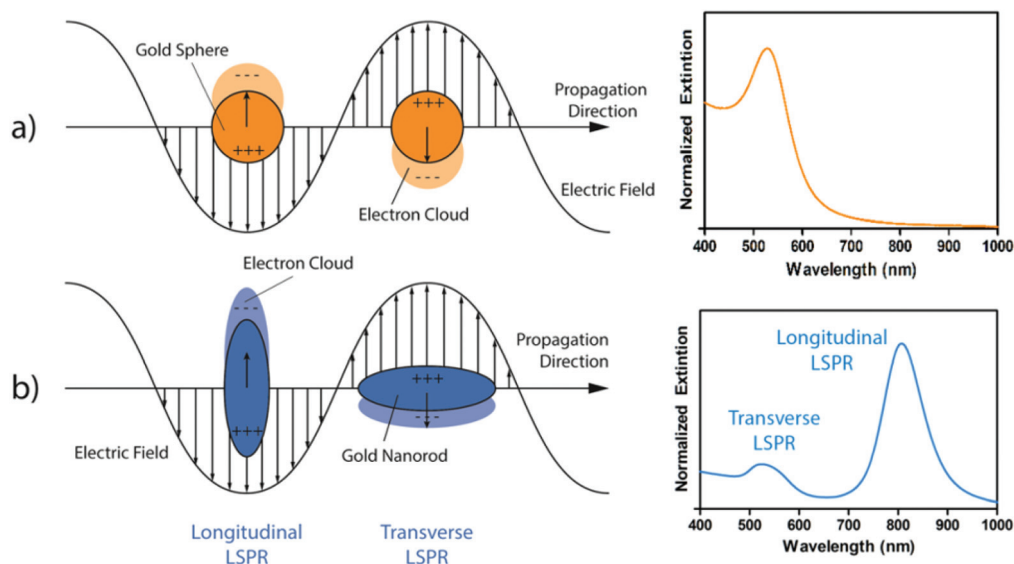 a)
Gold Sphere
- - -
+++
+++
- - -
Electron Cloud
Propagation
Direction
Electric Field
Normalized Extintion
400 500 600 700 800 900 1000
Wavelength (nm)
b)
Electron Cloud
- - -
+++
Electric Field
+++
- - -
Gold Nanorod
Propagation
Direction
Longitudinal
LSPR
Transverse
LSPR
Normalized Extintion
Longitudinal
LSPR
Transverse
LSPR
400 500 600 700 800 900 1000
Wavelength (nm)